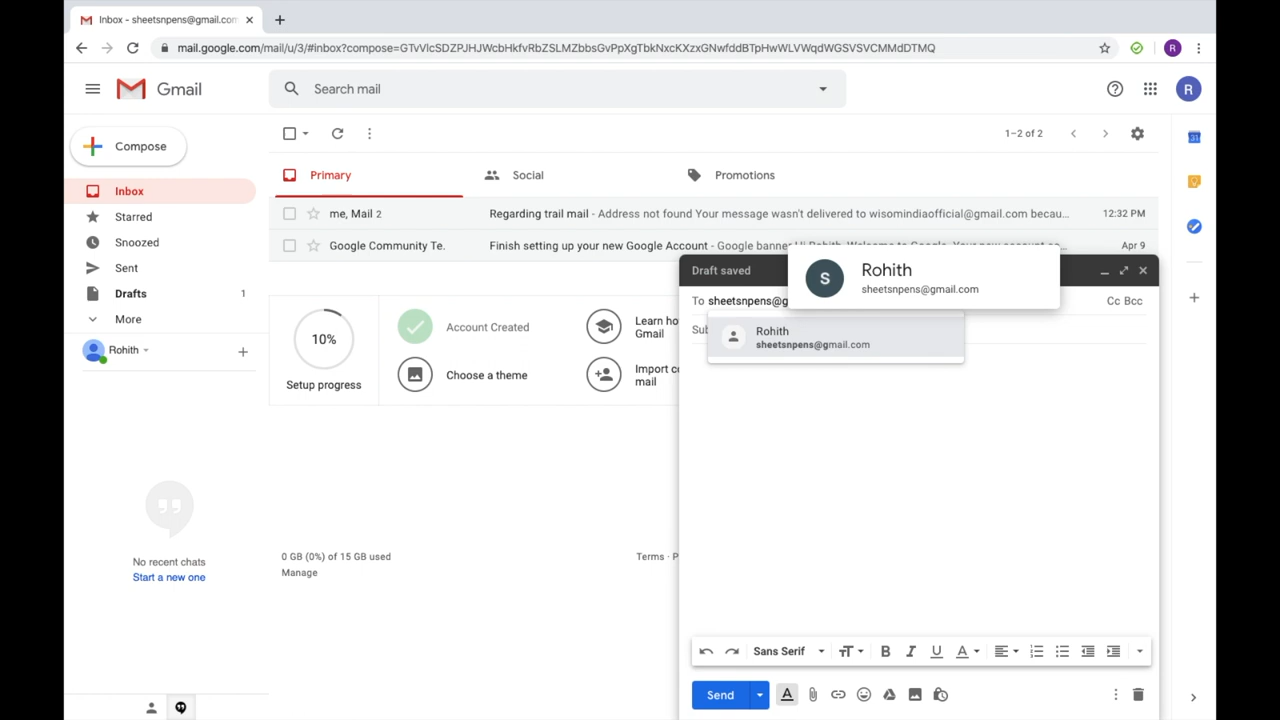 Inbox - sheetsnpens@gmail.com
mail.google.com/mail/u/3/#inbox?compose=GTvVlcSDZPJHJWcbHkfvRbZSLMZbbsGvPpXgTbkNxcKXzxGNwfddBTpHwWLVWqdWGSVSVCMMdDTMQ
R
Gmail
Search mail
R
Compose
1–2 of 2
31
Primary
Social
Promotions
Inbox
me, Mail 2
Regarding trail mail - Address not found Your message wasn't delivered to wisomindiaofficial@gmail.com becau...
12:32 PM
Starred
Snoozed
Google Community Te.
Finish setting up your new Google Account - Google banner
Apr 9
Sent
Drafts
1
More
Rohith
Draft saved
S
Rohith
sheetsnpens@gmail.com
To sheetsnpens@g
Cc Bcc
Sub
Rohith
sheetsnpens@gmail.com
10%
Setup progress
Account Created
Learn ho
Gmail
Choose a theme
Import co
mail
No recent chats
Start a new one
0 GB (0%) of 15 GB used
Manage
Terms · P
Sans Serif
Send